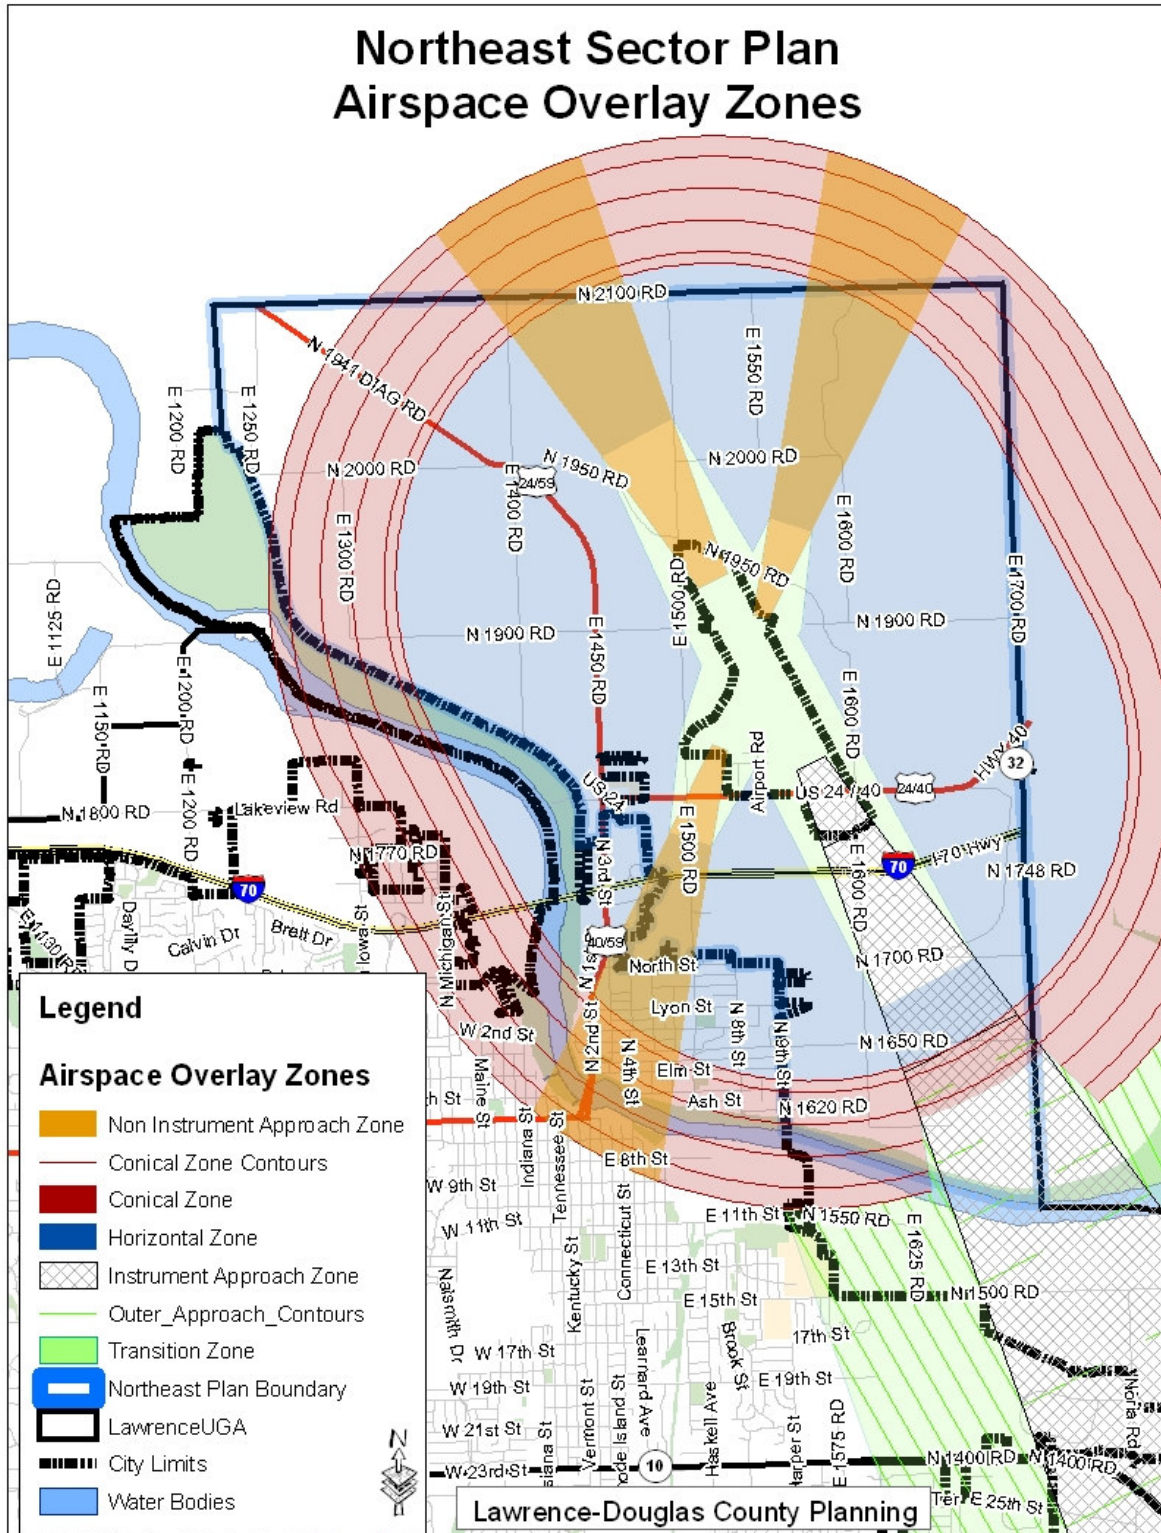 Northeast Sector Plan
Airspace Overlay Zones
N 2100 RD
N 1941 DIAG RD
E 1550 RD
E 1200 RD
E 1250 RD
N 2000 RD
E 1400 RD
24/59
N 1950 RD
N 2000 RD
E 1300 RD
E 1600 RD
N 1950 RD
E 1500 RD
E 1700 RD
E 1125 RD
N 1900 RD
N 1900 RD
E 1450 RD
E 1200 RD
E 1150 RD
E 1600 RD
Airport Rd
HWY 40
32
US 24
US 24 / 40
24/40
E 1200 RD
N 1800 RD
Lakeview Rd
E 1500 RD
N 1770 RD
N 3rd St
I 70 Hwy
E 1600 RD
70
70
N 1748 RD
Dayilly D
Calvin Dr
Brett Dr
Iowa St
N Michigan St
E 1130 RD
40/59
North St
N 1700 RD
Legend
Airspace Overlay Zones
Non Instrument Approach Zone
Conical Zone Contours
Conical Zone
Horizontal Zone
Instrument Approach Zone
Outer_Approach_Contours
Transition Zone
Northeast Plan Boundary
LawrenceUGA
City Limits
Water Bodies
N 1st S
Lyon St
N 8th St
N 9th St
W 2nd St
N 2nd St
N 4th St
N 1650 RD
Elm St
Maine St
Ash St
N 1620 RD
Indiana St
Tennessee St
E 8th St
W 9th St
Connecticut St
W 11th St
E 11th St
N 1550 RD
E 1625 RD
Kentucky St
E 13th St
Naismith Dr
E 15th St
N 1500 RD
W 17th St
Learnard Ave
Brook St
17th St
W 19th St
E 19th St
Vermont St
ode Island St
Haskell Ave
Harper St
E 1575 RD
Noria Rd
W 21st St
W 23rd St
10
N 1400 RD
N 1400 RD
Ter
E 25th St
N
Lawrence-Douglas County Planning